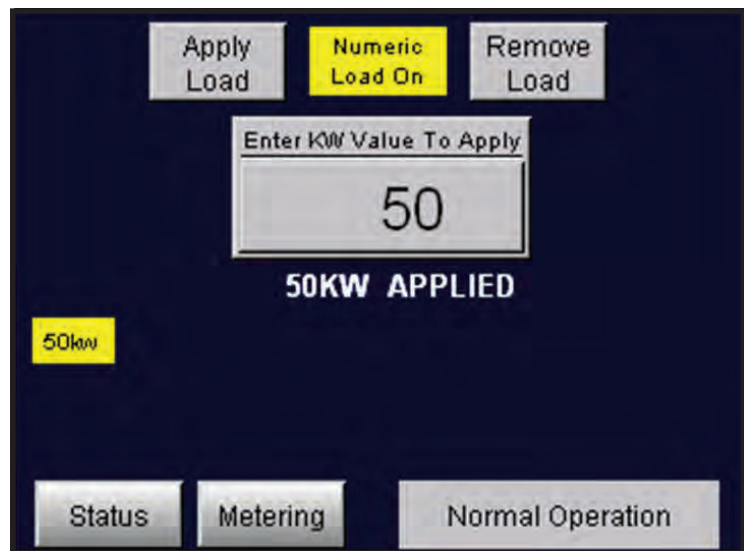 Apply
Load
Numeric
Load On
Remove
Load
Enter KW Value To Apply
50
50KW APPLIED
50kw
Status
Metering
Normal Operation